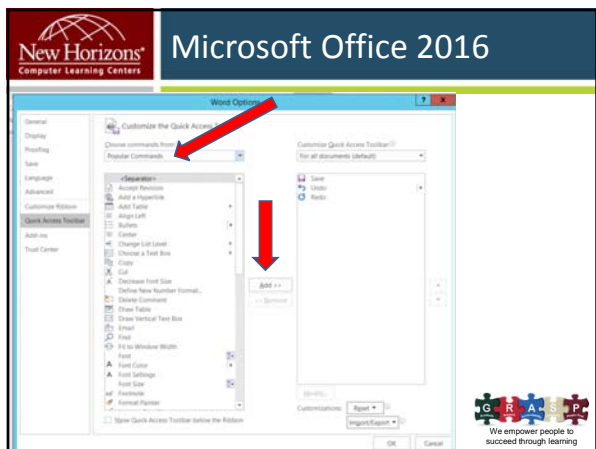 New Horizons®
Computer Learning Centers
Microsoft Office 2016
Word Options
? X
General
Display
Proofing
Save
Language
Advanced
Customize Ribbon
Quick Access Toolbar
Add-ins
Trust Center
Customize the Quick Access
Choose commands from:
Popular Commands
<Separator>
Accept Revision
Add a Hyperlink
Add Table
Align Left
Bullets
Center
Change List Level
Choose a Text Box
Copy
Cut
Decrease Font Size
Define New Number Format...
Delete Comment
Draw Table
Draw Vertical Text Box
Email
Find
Fit to Window Width
Font
Font Color
Font Settings
Font Size
Footnote
Format Painter
Show Quick Access Toolbar below the Ribbon
Add >>
<< Remove
Customize Quick Access Toolbar:
For all documents (default)
Save
Undo
Redo
Modify...
Customizations:
Reset
Import/Export
OK
Cancel
G R A S P
We empower people to
succeed through learning